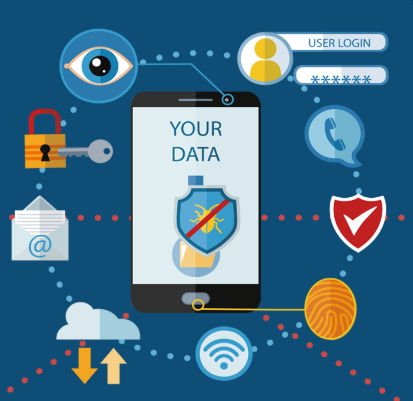 USER LOGIN
******
YOUR
DATA
@